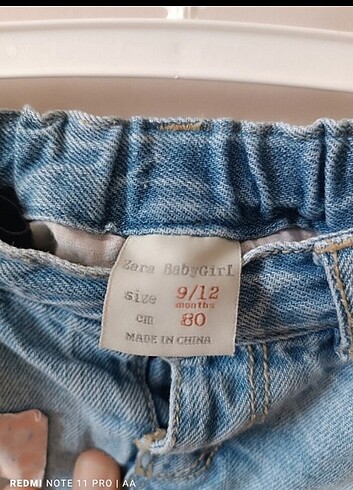 Zara BabyGirl
size 9/12
months
cm 80
MADE IN CHINA
REDMI NOTE 11 PRO | AA